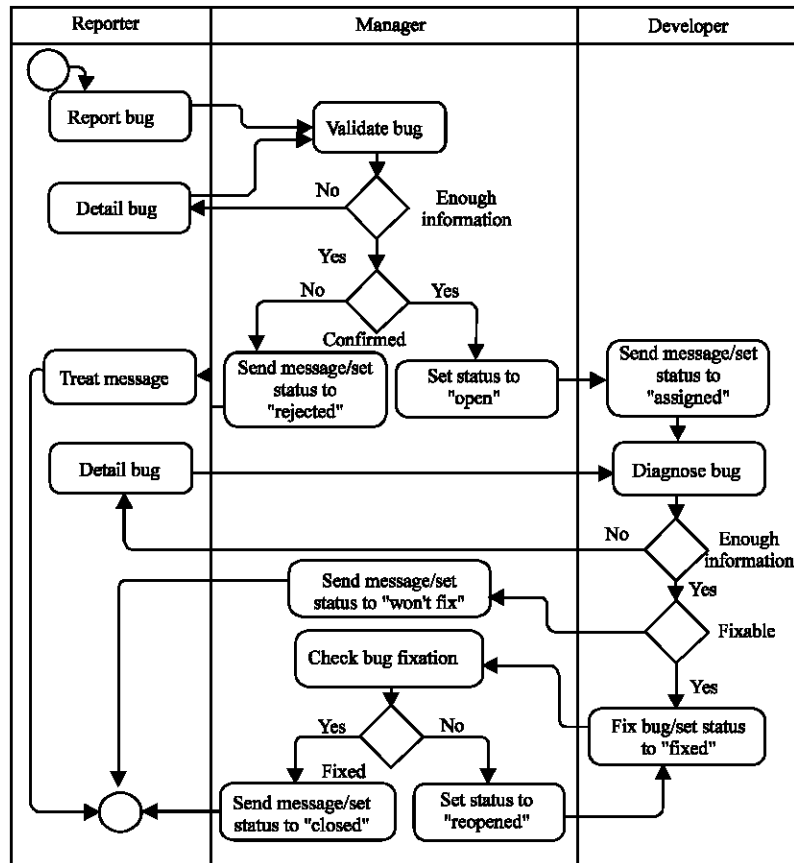 Reporter
Manager
Developer
Report bug
Validate bug
No
Enough
information
Detail bug
Yes
No
Yes
Confirmed
Treat message
Send message/set
status to
"rejected"
Set status to
"open"
Send message/set
status to
"assigned"
Detail bug
Diagnose bug
No
Enough
information
Yes
Send message/set
status to "won't fix"
Fixable
Check bug fixation
Yes
Fix bug/set status
to "fixed"
Yes
No
Fixed
Send message/set
status to "closed"
Set status to
"reopened"